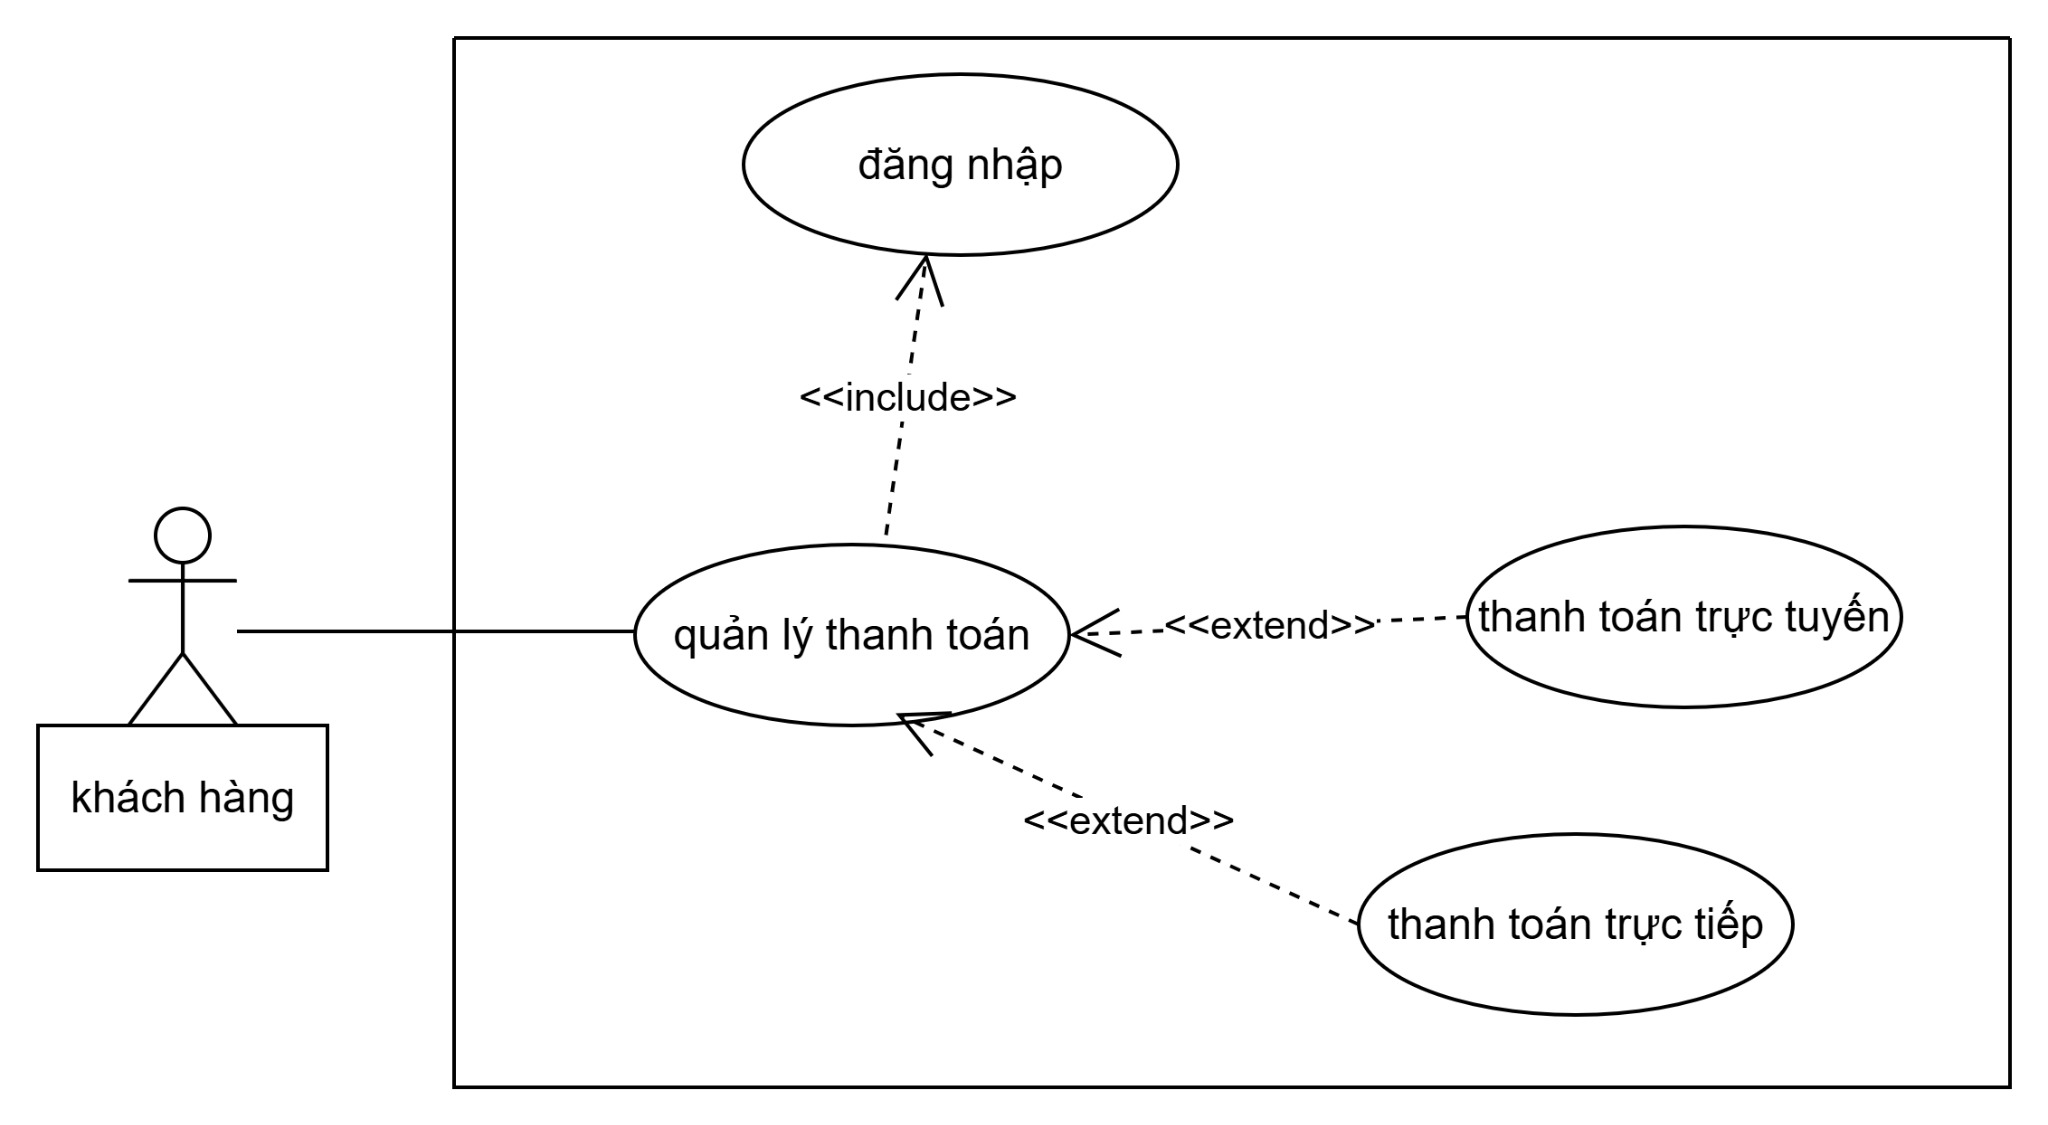 đăng nhập
<<include>>
quản lý thanh toán
<<extend>>
thanh toán trực tuyến
khách hàng
<<extend>>
thanh toán trực tiếp